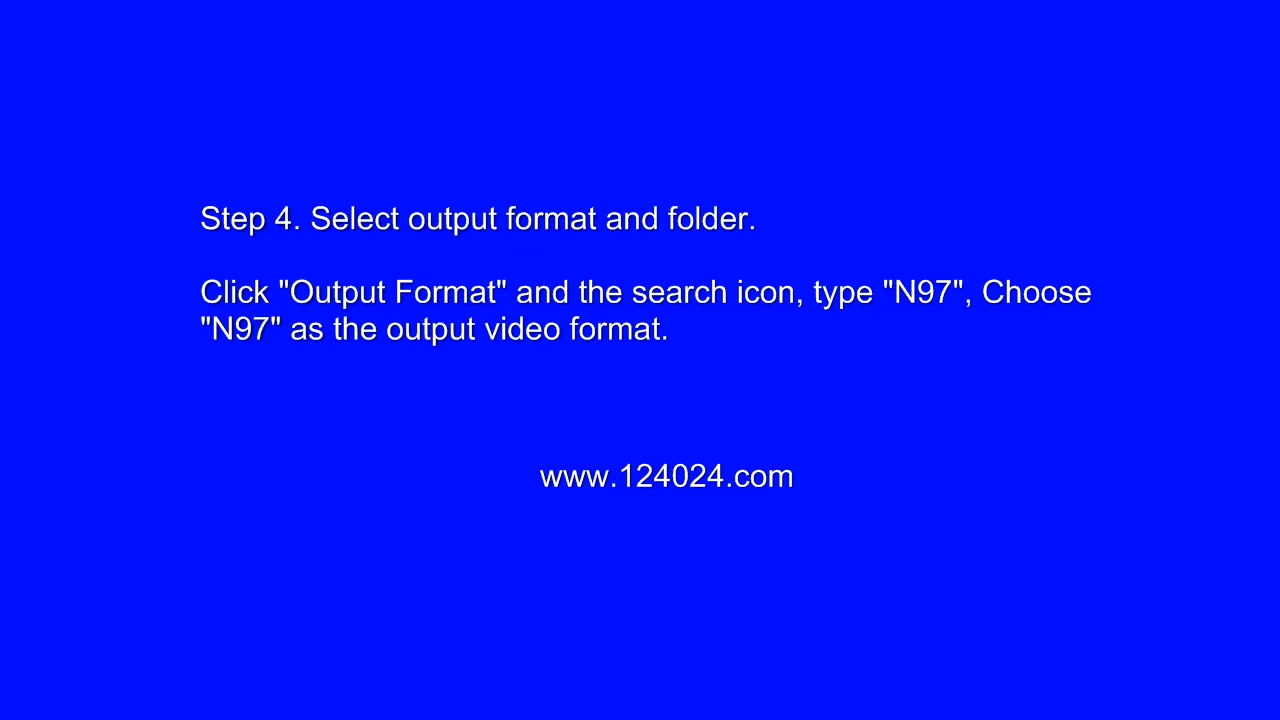 Step 4. Select output format and folder.
Click "Output Format" and the search icon, type "N97", Choose
"N97" as the output video format.
www.124024.com